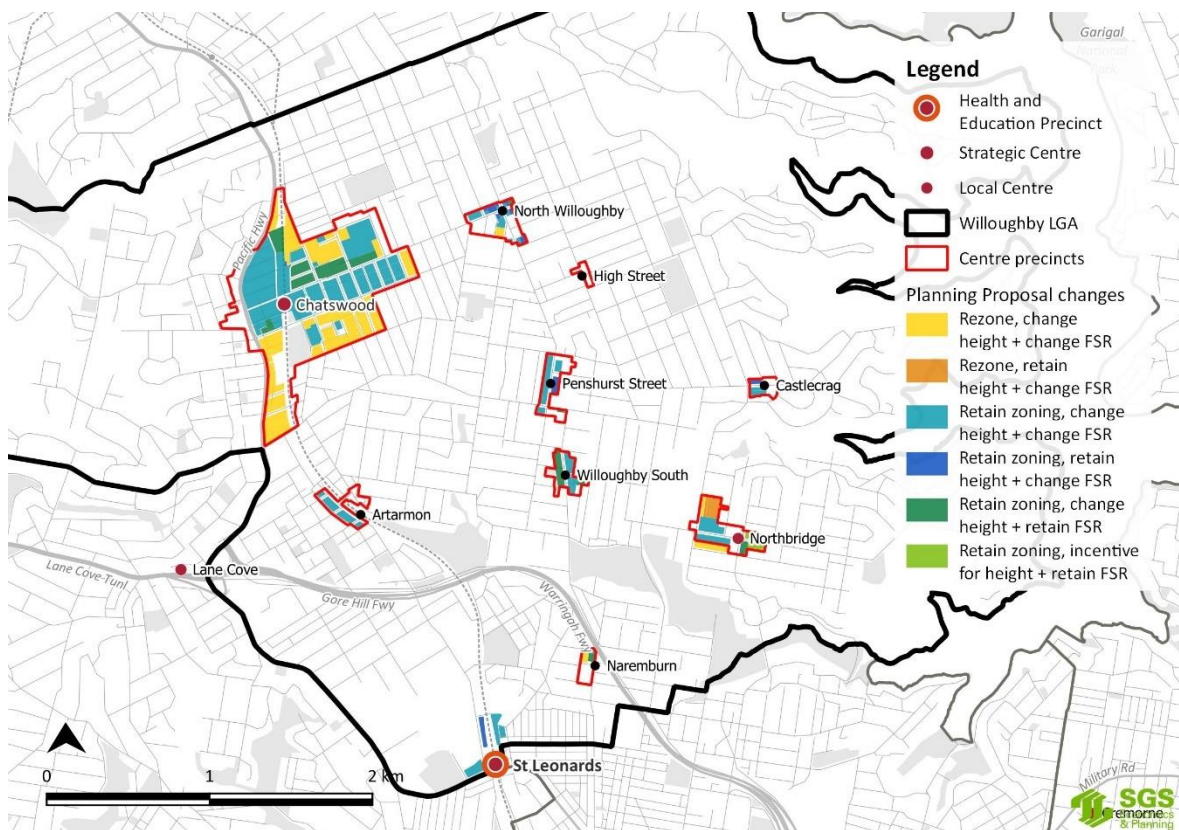 Garigal
National
Park
Legend
Health and
Education Precinct
Strategic Centre
Local Centre
Willoughby LGA
Centre precincts
Planning Proposal changes
Rezone, change
height + change FSR
Rezone, retain
height + change FSR
Retain zoning, change
height + change FSR
Retain zoning, retain
height + change FSR
Retain zoning, change
height + retain FSR
Retain zoning, incentive
for height + retain FSR
Pacific Hwy
North Willoughby
High Street
Chatswood
Penshurst Street
Castlecrag
Willoughby South
Artarmon
Northbridge
Lane Cove
Lane Cove-Tunl
Gore Hill Fwy
Warringah Fwy
Naremburn
St Leonards
0 1 2 km
Military Rd
SGS
& Planning
Cremorne